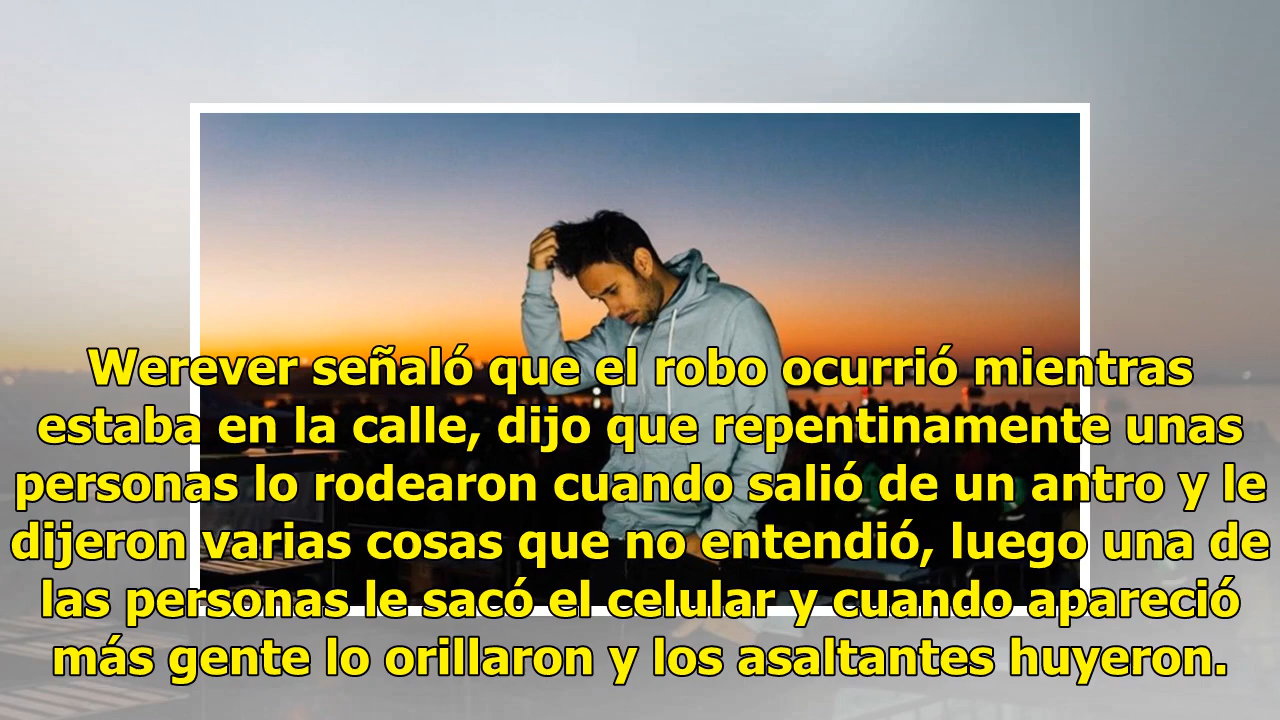 Werever señaló que el robo ocurrió mientras
estaba en la calle, dijo que repentinamente unas
personas lo rodearon cuando salió de un antro y le
dijeron varias cosas que no entendió, luego una de
las personas le sacó el celular y cuando apareció
más gente lo orillaron y los asaltantes huyeron.